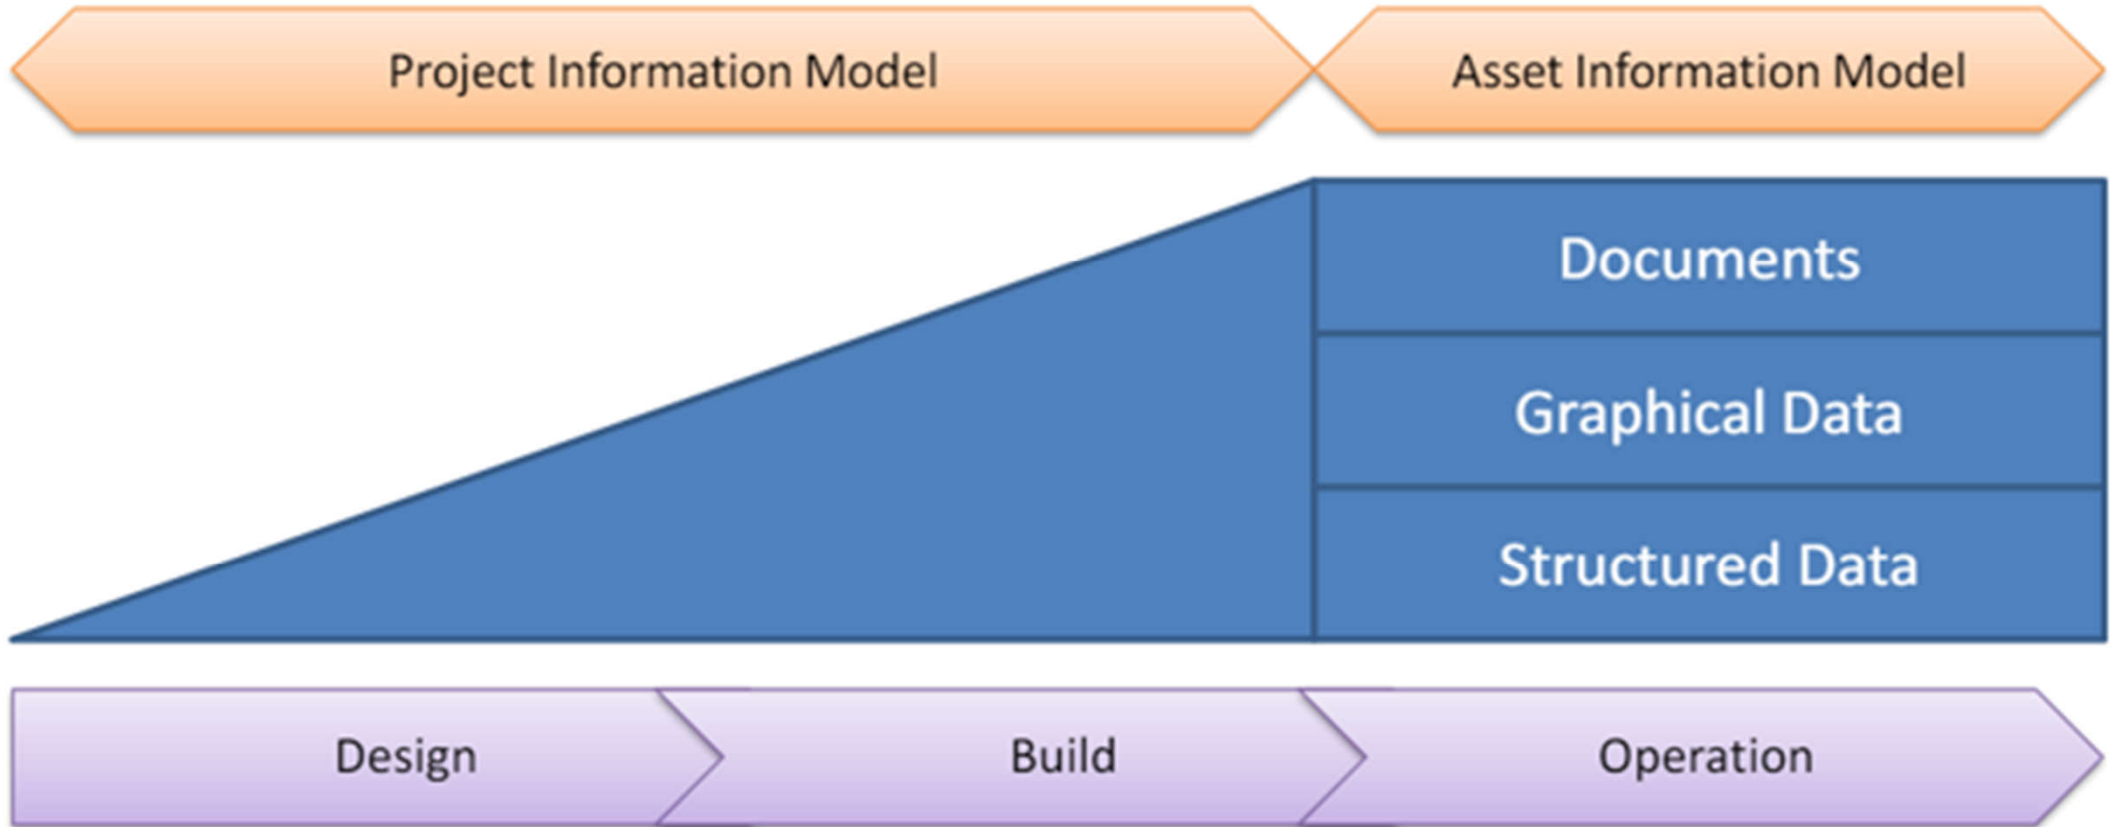 Project Information Model
Asset Information Model
Documents
Graphical Data
Structured Data
Design
Build
Operation